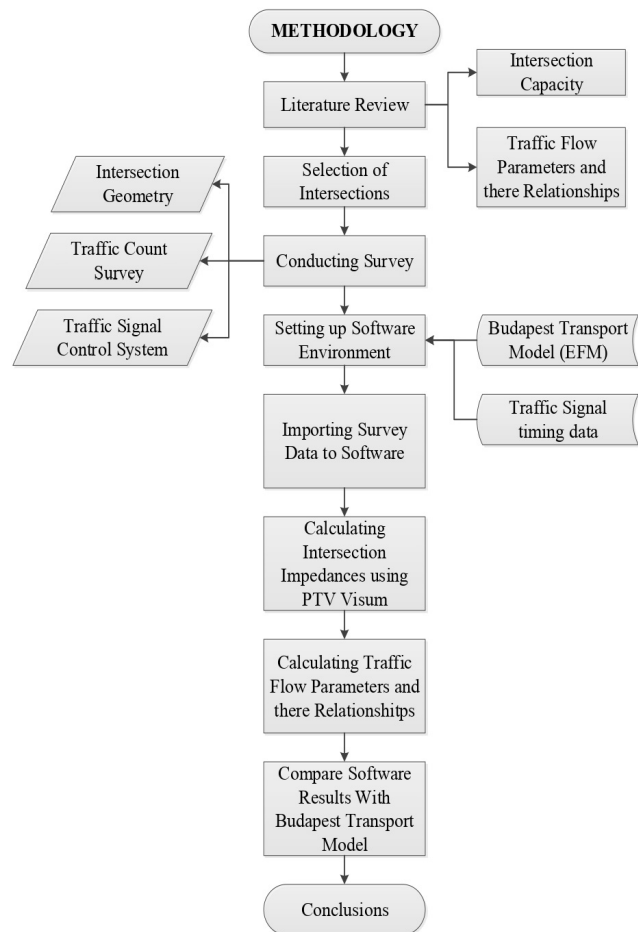 METHODOLOGY
Literature Review
Intersection
Capacity
Traffic Flow
Parameters and
there Relationships
Selection of
Intersections
Intersection
Geometry
Traffic Count
Survey
Traffic Signal
Control System
Conducting Survey
Setting up Software
Environment
Budapest Transport
Model (EFM)
Traffic Signal
timing data
Importing Survey
Data to Software
Calculating
Intersection
Impedances using
PTV Visum
Calculating Traffic
Flow Parameters and
there Relationshitps
Compare Software
Results With
Budapest Transport
Model
Conclusions